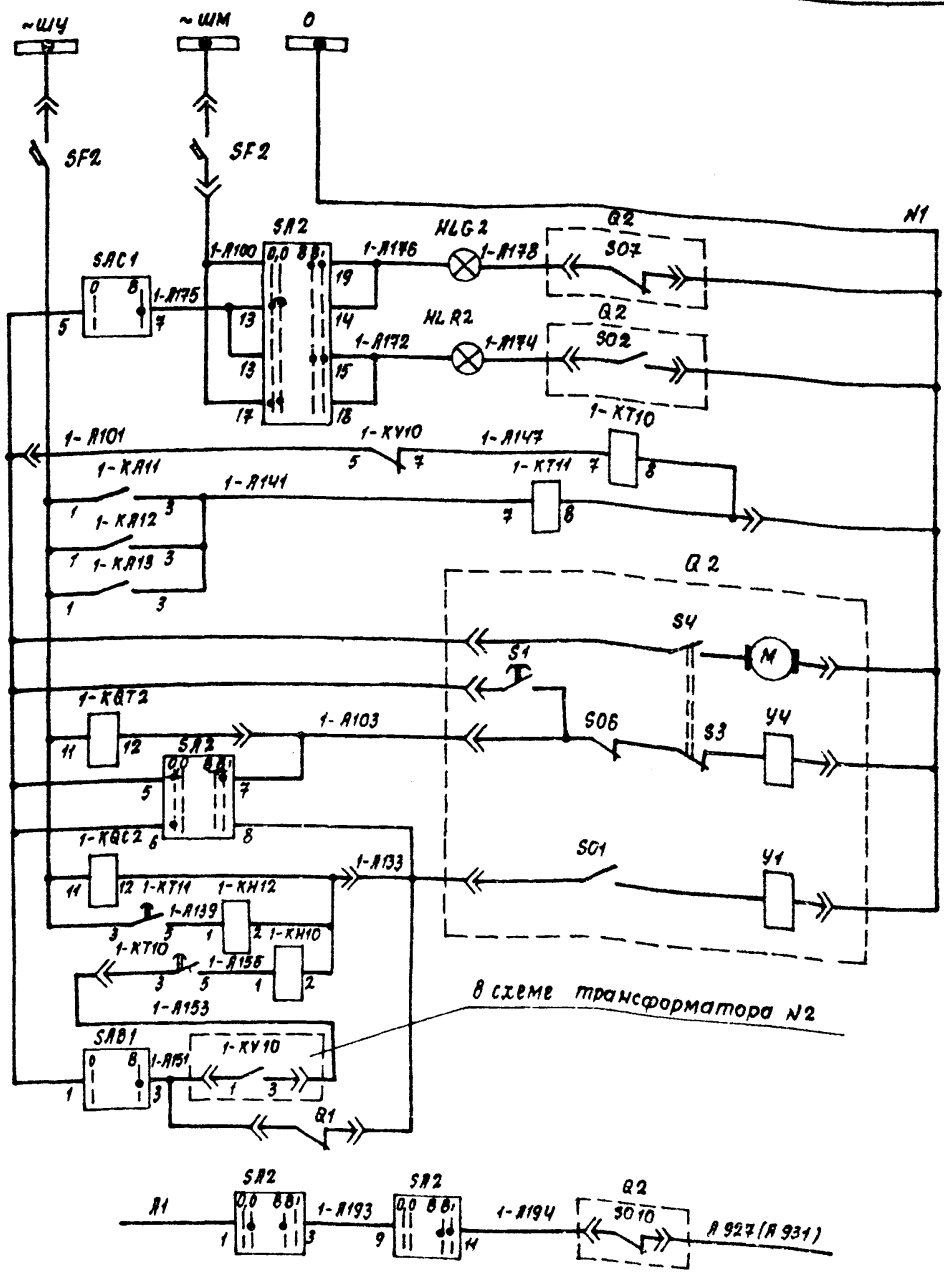 ~ШУ ~ШМ 0
SF2 SF2
N1
SA2 HLG2 Q2
1-A100 0,0 В В1 1-A176 1-A178 SO7
SAC1 19
0 В 1-A175
5 7 13 14 HLR2 Q2
1-A172 1-A174 SO2
13 15
17 18
1-KT10
1-A101 1-KV10 1-A147
5 7 7 8
1-KA11 1-A141 1-KT11
1 3 7 8
1-KA12
1 3
1-KA13
1 3
Q2
S4
S1 M
1-KQT2 1-A103
11 12 SO6 S3 Y4
SA2
0,0 В В1
5 7
6 8
1-KQC2 1-A133 SO1 Y1
11 12 1-KT11 1-KH12
1-A139
3 5 1 2 1-KH10
1-KT10 1-A156
3 5 1 2
1-A153
в схеме трансформатора N2
SAB1
0 В 1-A151 1-KV10
1 3 1 3
Q1
SA2 SA2 Q2
A1 0,0 В В1 1-A193 0,0 В В1 1-A194 SO10
1 3 9 11 A927(A931)